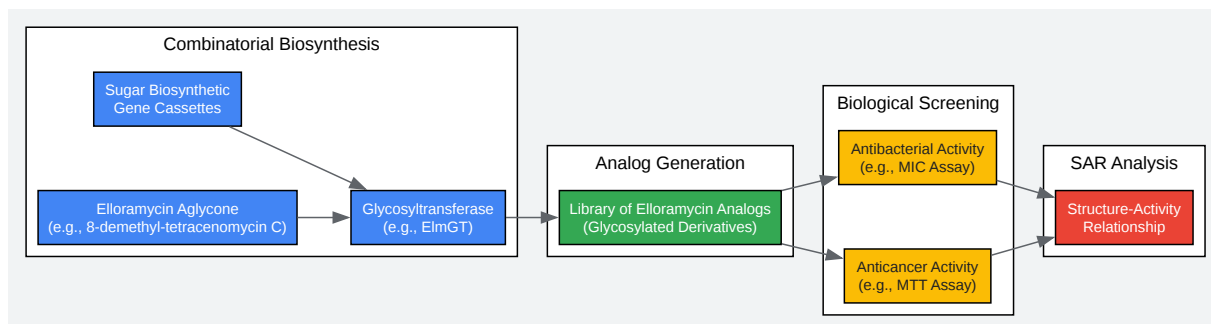 Combinatorial Biosynthesis
Sugar Biosynthetic
Gene Cassettes
Elloramycin Aglycone
(e.g., 8-demethyl-tetracenomycin C)
Glycosyltransferase
(e.g., ElmGT)
Analog Generation
Library of Elloramycin Analogs
(Glycosylated Derivatives)
Biological Screening
Antibacterial Activity
(e.g., MIC Assay)
Anticancer Activity
(e.g., MTT Assay)
SAR Analysis
Structure-Activity
Relationship